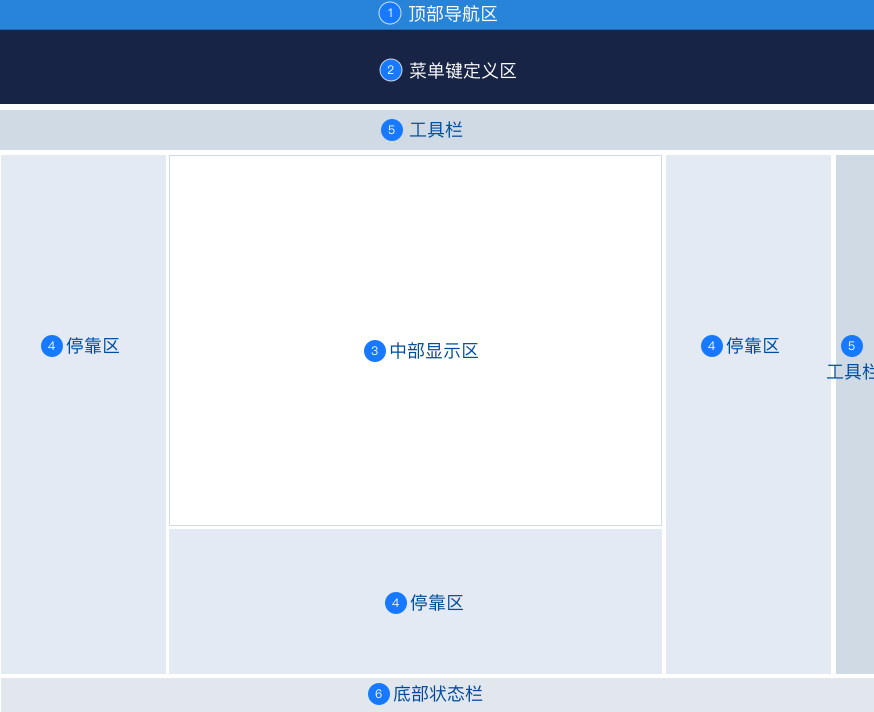 1 顶部导航区
2 菜单键定义区
5 工具栏
4 停靠区
3 中部显示区
4 停靠区
5
工具栏
4 停靠区
6 底部状态栏